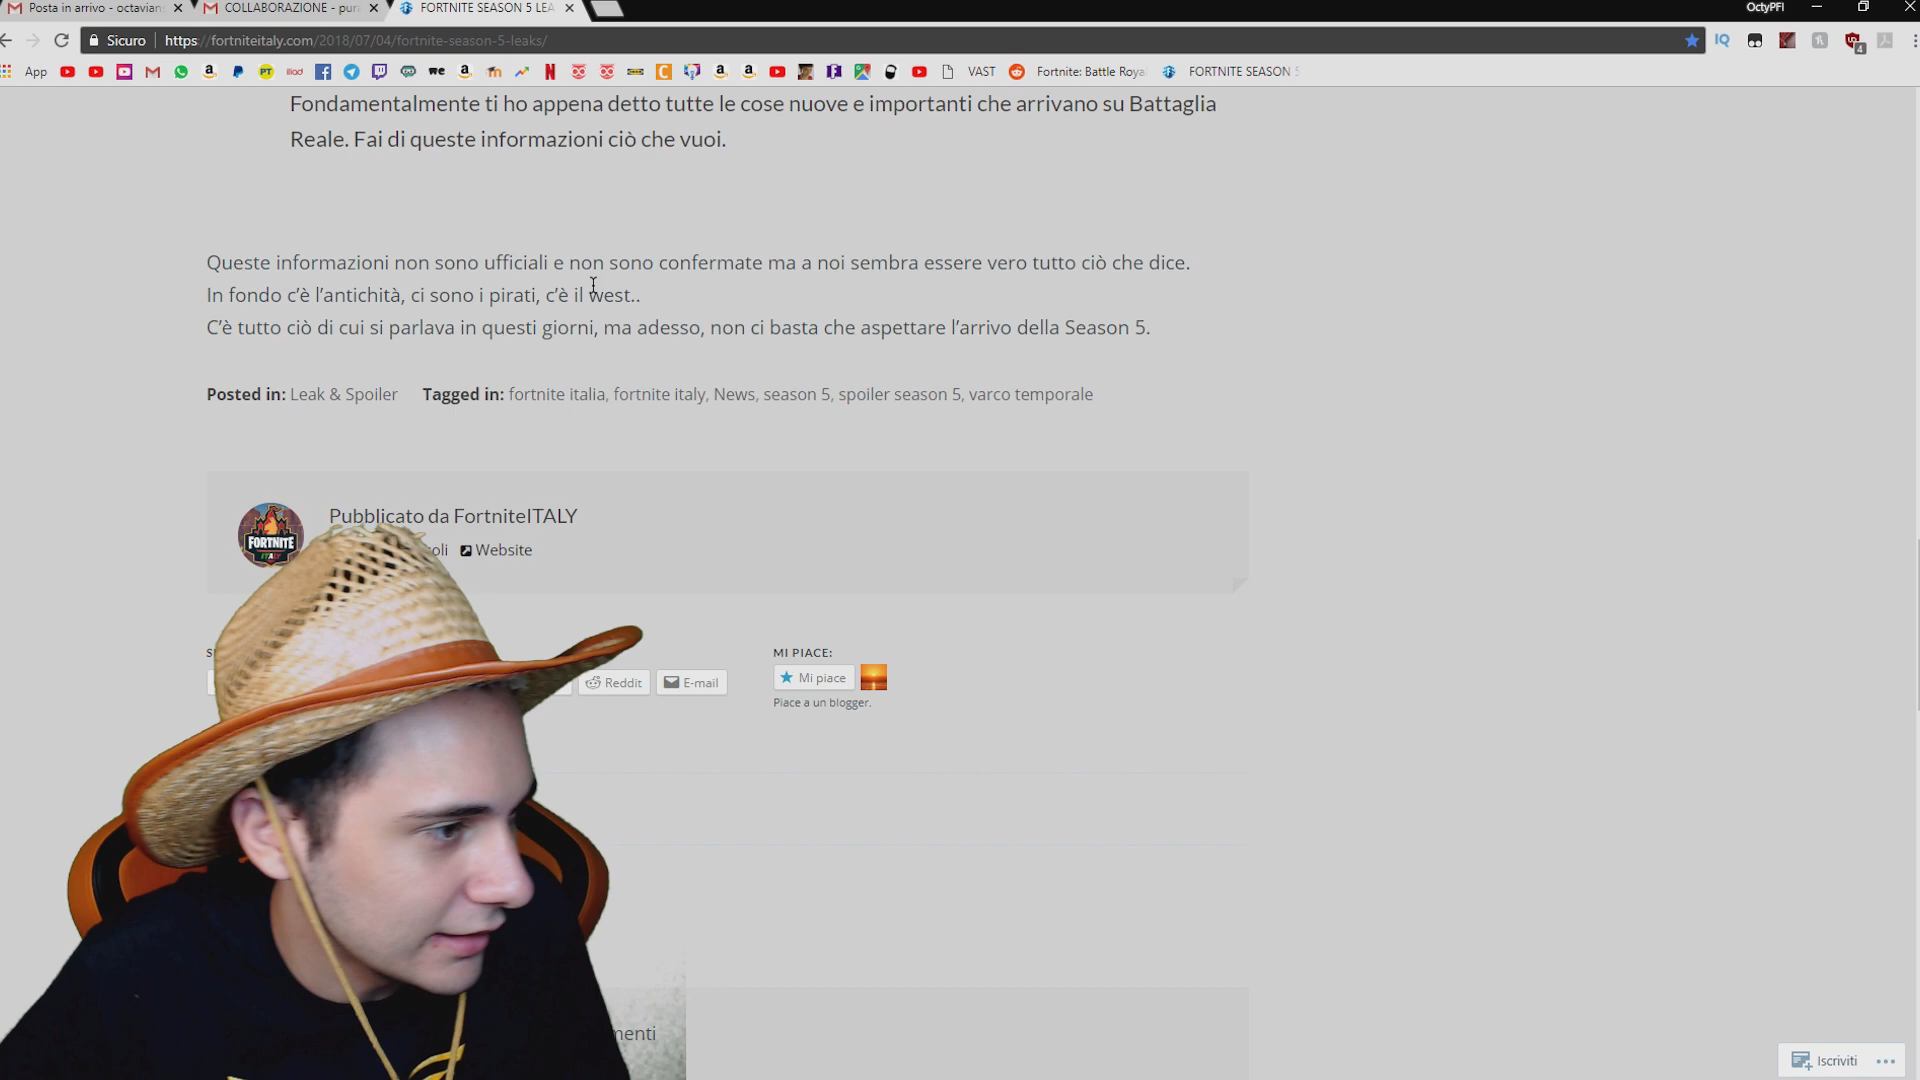 Posta in arrivo - octavian
COLLABORAZIONE - pur
FORTNITE SEASON 5 LEA
OctyPFI
Sicuro
https://fortniteitaly.com/2018/07/04/fortnite-season-5-leaks/
App
VAST
Fortnite: Battle Roya
FORTNITE SEASON 5
Fondamentalmente ti ho appena detto tutte le cose nuove e importanti che arrivano su Battaglia
Reale. Fai di queste informazioni ciò che vuoi.
Queste informazioni non sono ufficiali e non sono confermate ma a noi sembra essere vero tutto ciò che dice.
In fondo c’è l’antichità, ci sono i pirati, c’è il west..
C’è tutto ciò di cui si parlava in questi giorni, ma adesso, non ci basta che aspettare l’arrivo della Season 5.
Posted in: Leak & Spoiler Tagged in: fortnite italia, fortnite italy, News, season 5, spoiler season 5, varco temporale
FORTNITE
ITALY
Pubblicato da FortniteITALY
oli Website
MI PIACE:
Reddit
E-mail
Mi piace
Piace a un blogger.
menti
Iscriviti